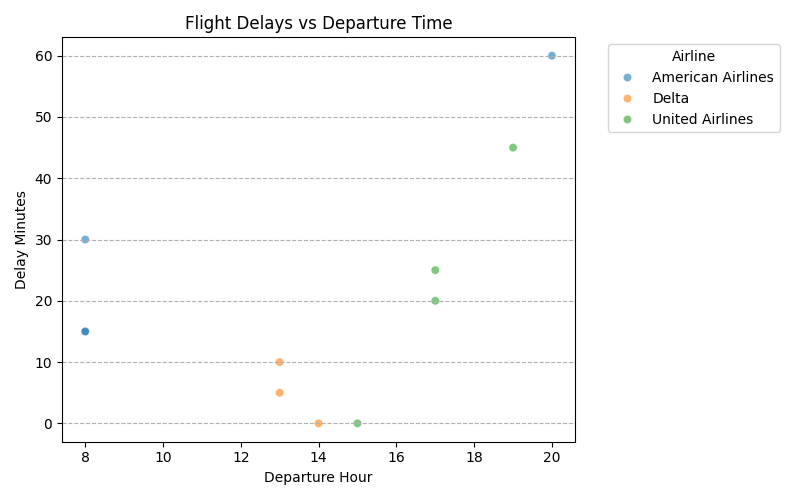 Flight Delays vs Departure Time
Airline
American Airlines
Delta
United Airlines
Delay Minutes
60
50
40
30
20
10
0
8 10 12 14 16 18 20
Departure Hour